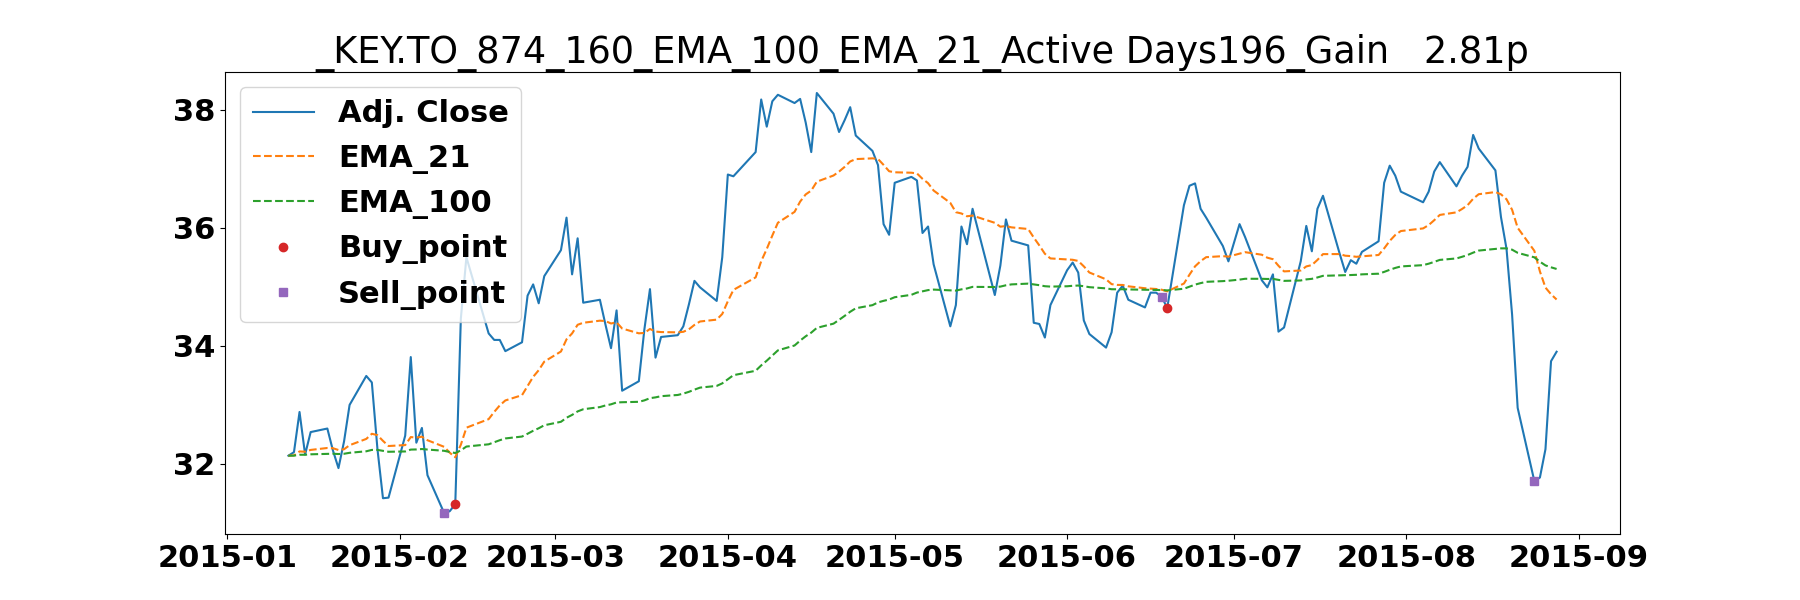 _KEY.TO_874_160_EMA_100_EMA_21_Active Days196_Gain   2.81p
38
36
34
32
Adj. Close
EMA_21
EMA_100
Buy_point
Sell_point
2015-01 2015-02 2015-03 2015-04 2015-05 2015-06 2015-07 2015-08 2015-09